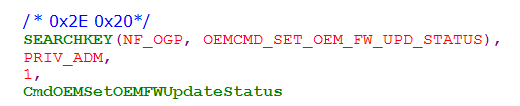 /* 0x2E 0x20*/
SEARCHKEY(NF_OGP, OEMCMD_SET_OEM_FW_UPD_STATUS),
PRIV_ADM,
1,
CmdOEMSetOEMFWUpdateStatus